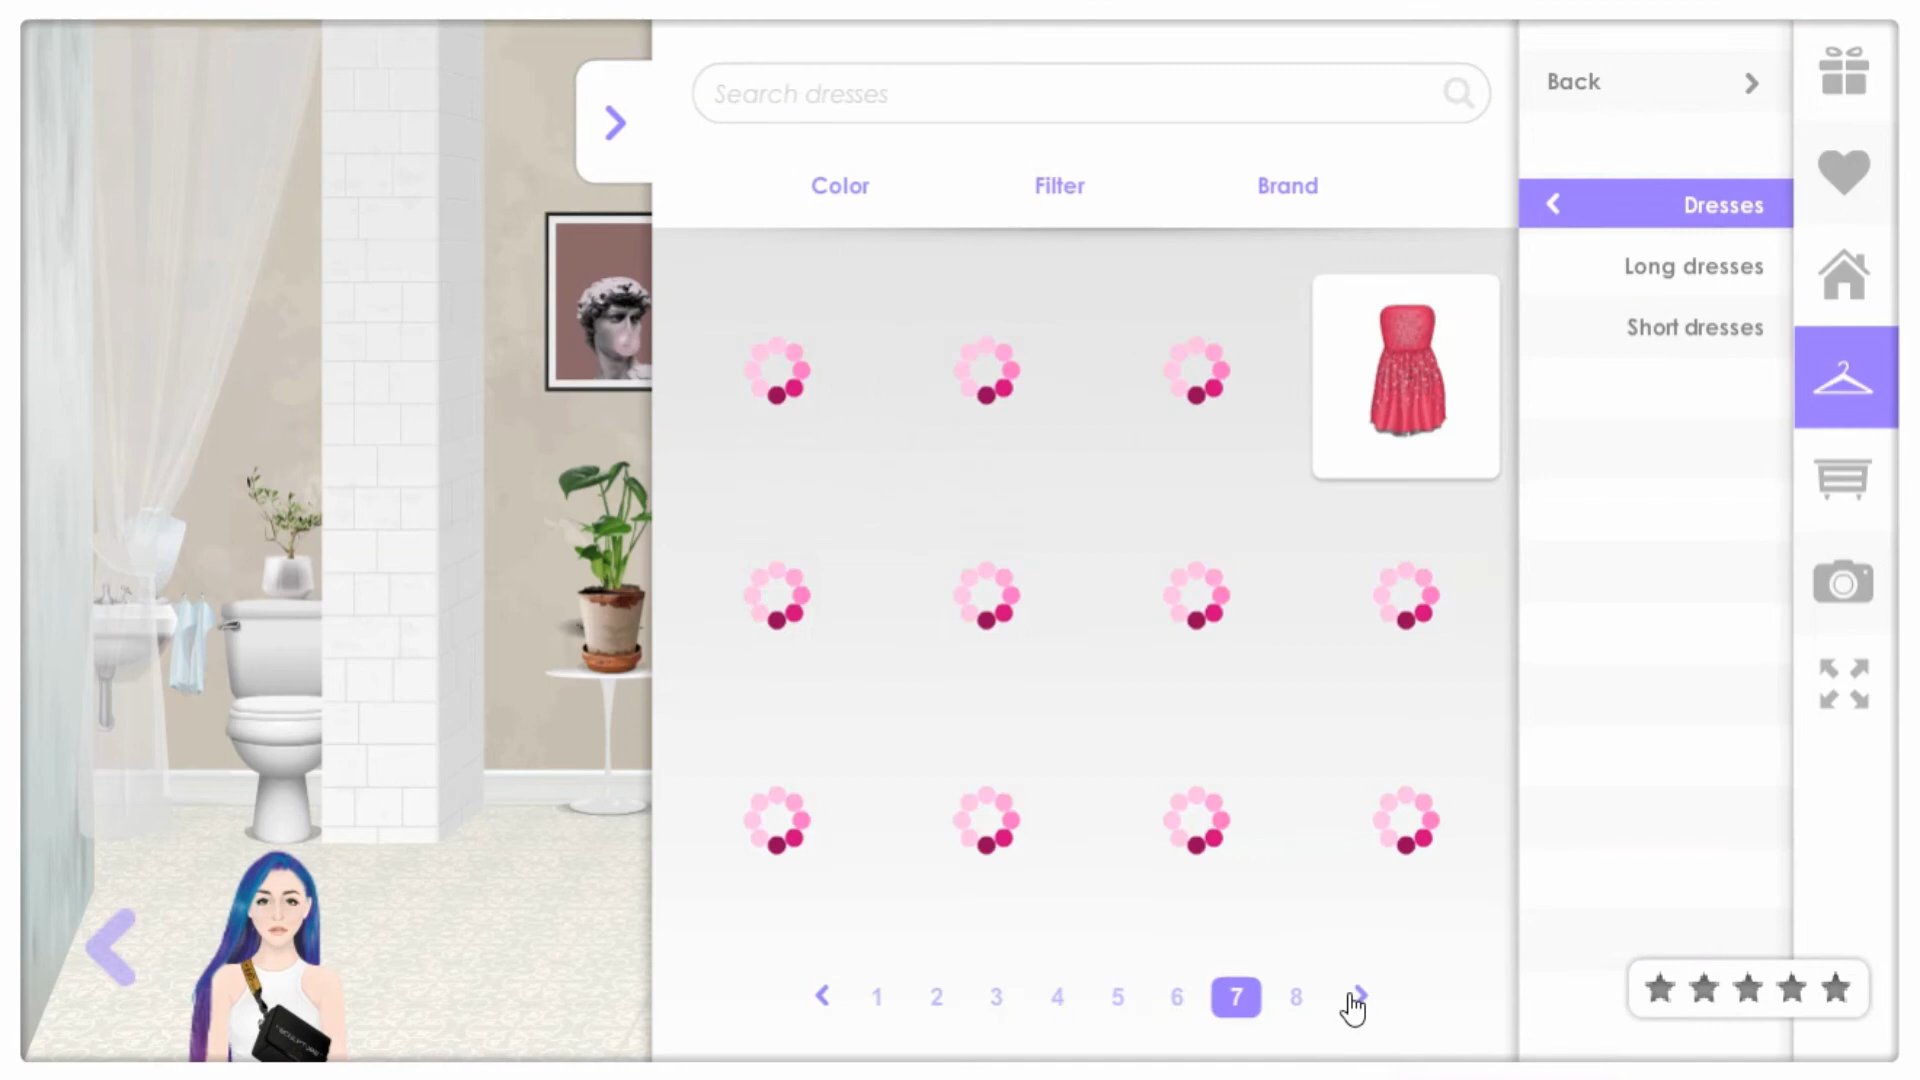 Search dresses
Color
Filter
Brand
Back
Dresses
Long dresses
Short dresses
1 2 3 4 5 6 7 8